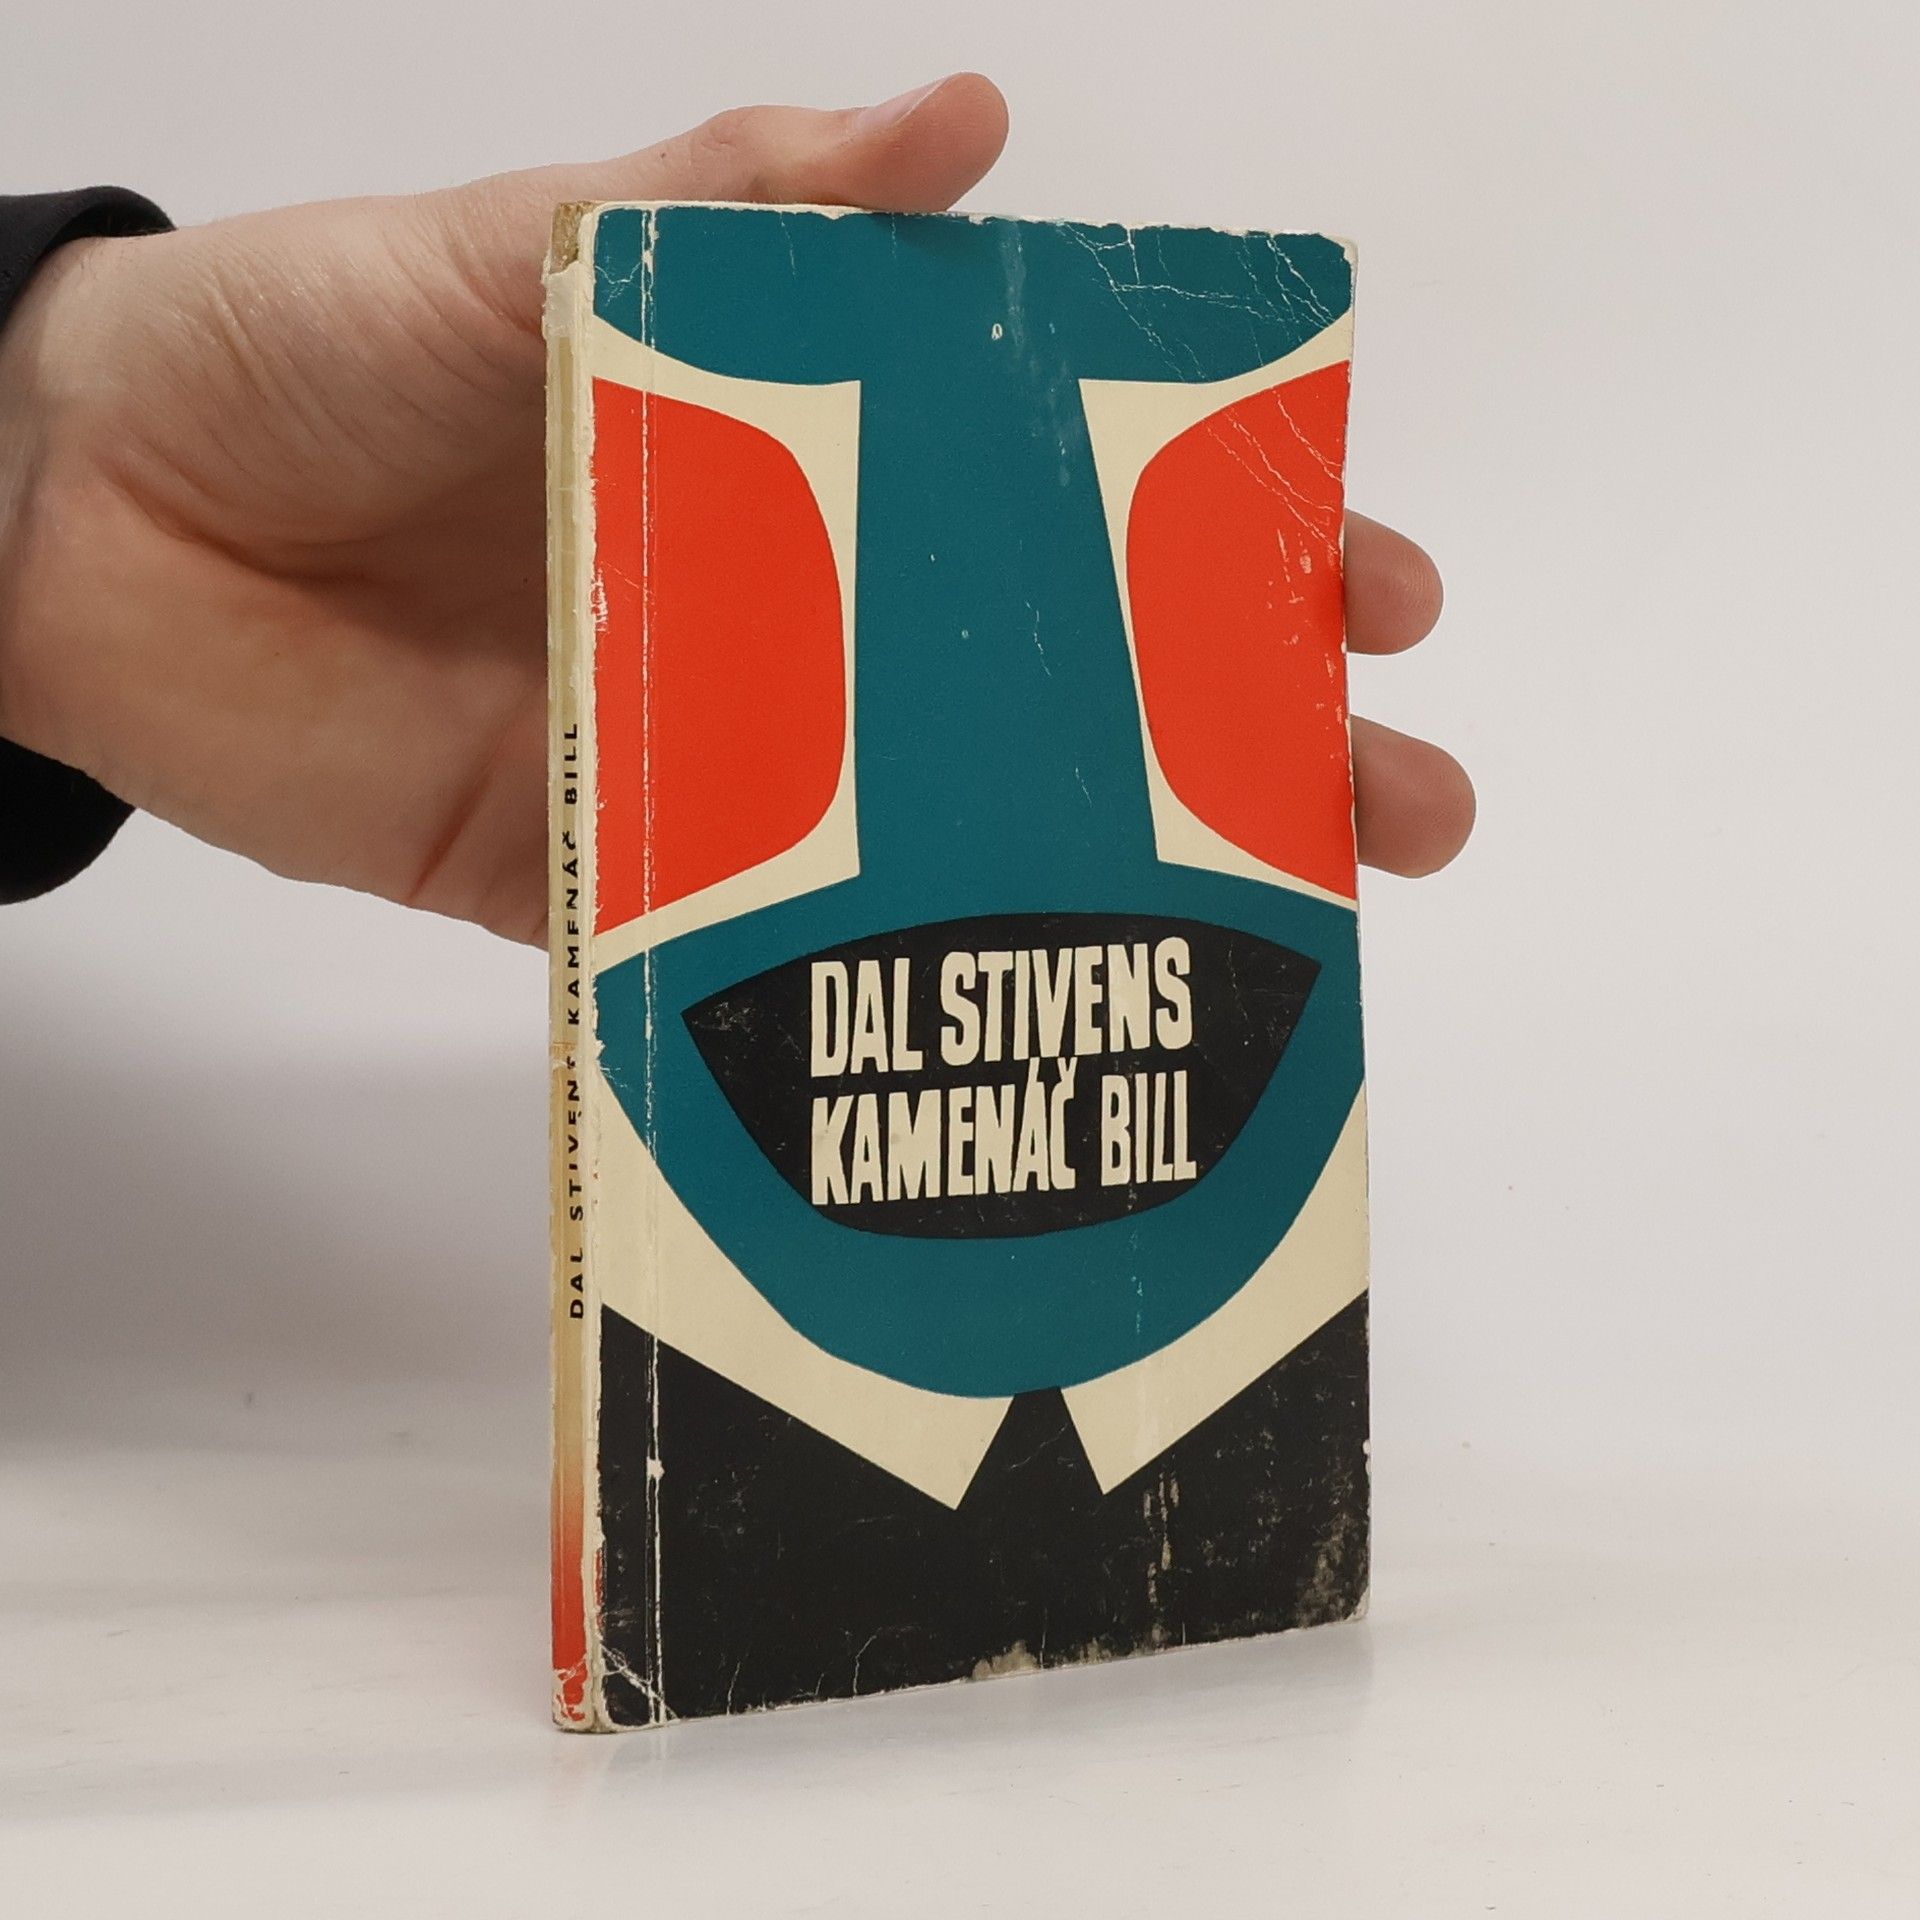 DAL STIVENS
KAMENÁČ BILL
DAL STIVENS KAMENÁČ BILL